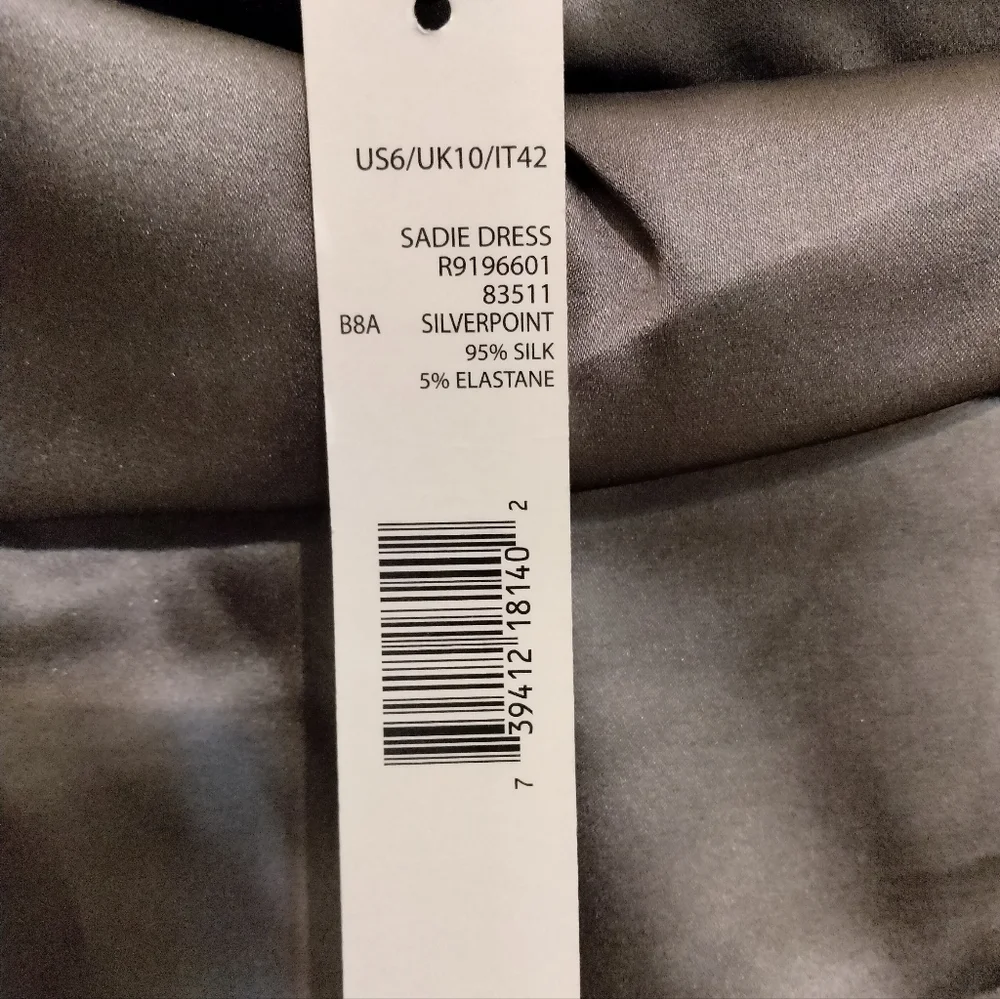 US6/UK10/IT42
SADIE DRESS
R9196601
83511
B8A SILVERPOINT
95% SILK
5% ELASTANE
7 39412 18140 2